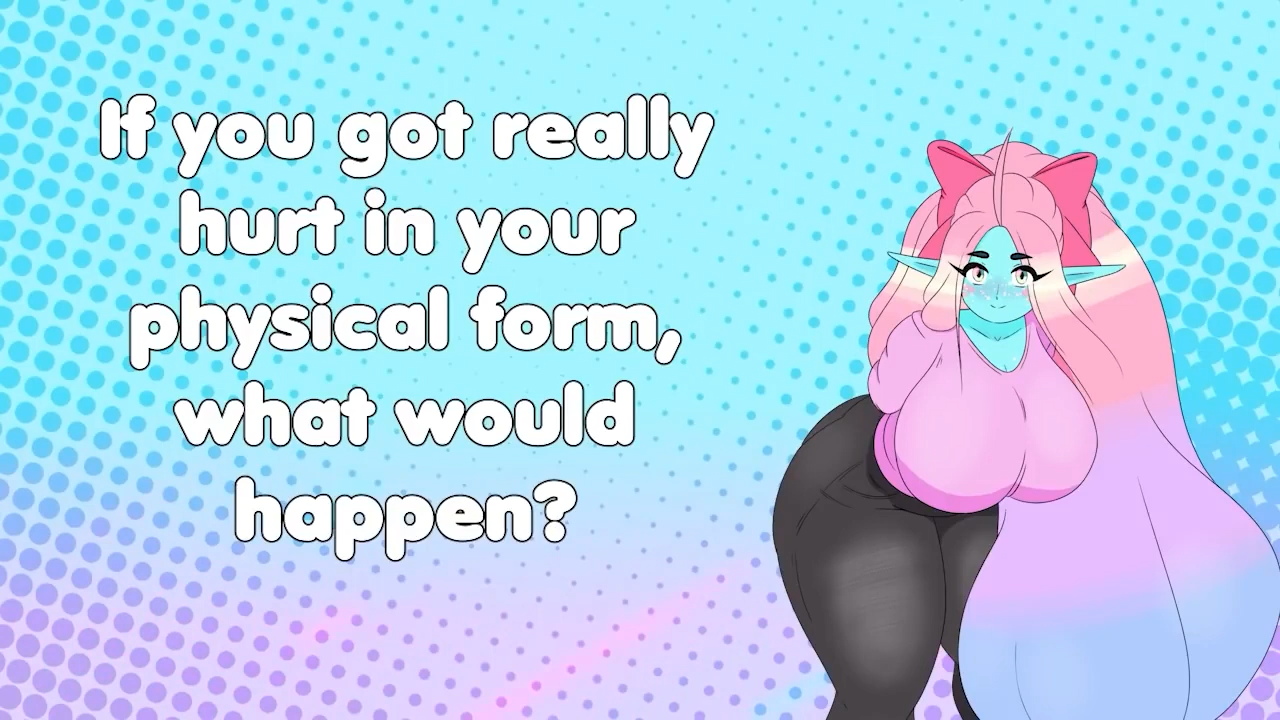 If you got really
hurt in your
physical form,
what would
happen?